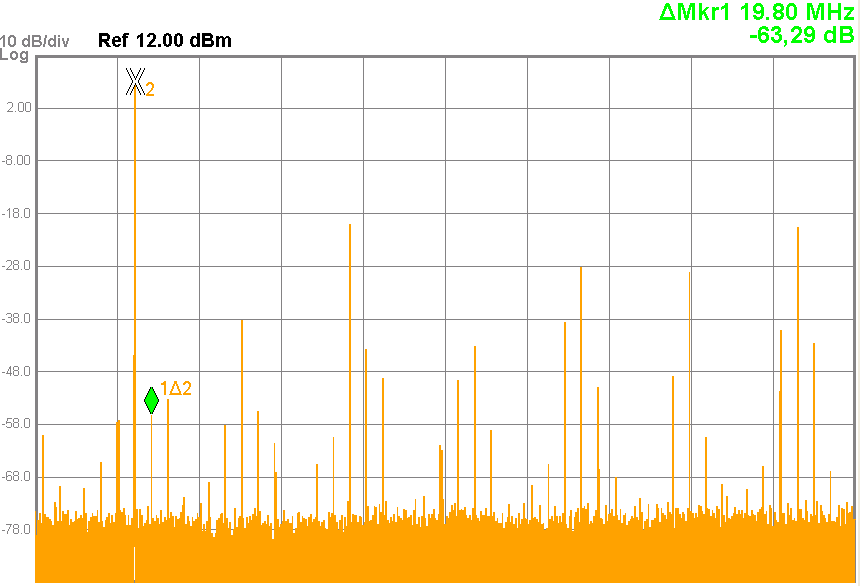 ΔMkr1 19.80 MHz
-63,29 dB
10 dB/div Ref 12.00 dBm
Log
2
2.00
-8.00
-18.0
-28.0
-38.0
-48.0
1Δ2
-58.0
-68.0
-78.0